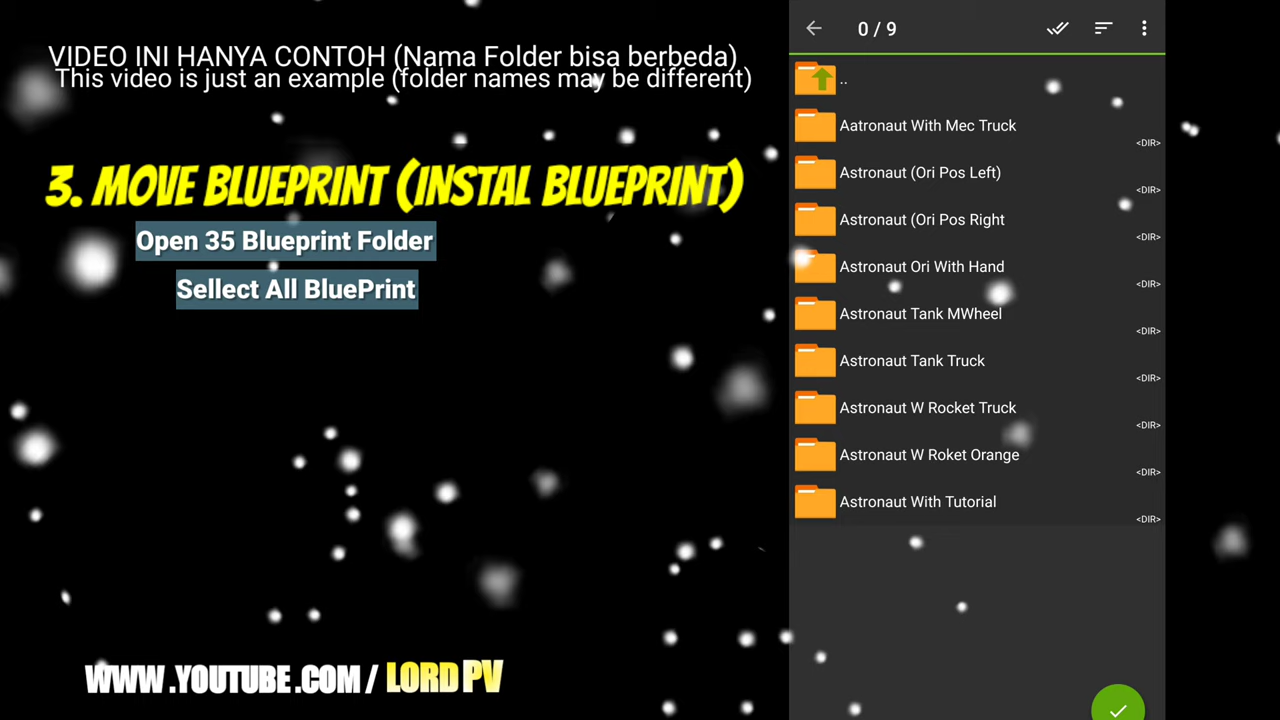 VIDEO INI HANYA CONTOH (Nama Folder bisa berbeda)
This video is just an example (folder names may be different)
3. MOVE BLUEPRINT (INSTAL BLUEPRINT)
Open 35 Blueprint Folder
Sellect All BluePrint
WWW.YOUTUBE.COM/ LORD PV
0 / 9
..
Aatronaut With Mec Truck
<DIR>
Astronaut (Ori Pos Left)
<DIR>
Astronaut (Ori Pos Right
<DIR>
Astronaut Ori With Hand
<DIR>
Astronaut Tank MWheel
<DIR>
Astronaut Tank Truck
<DIR>
Astronaut W Rocket Truck
<DIR>
Astronaut W Roket Orange
<DIR>
Astronaut With Tutorial
<DIR>